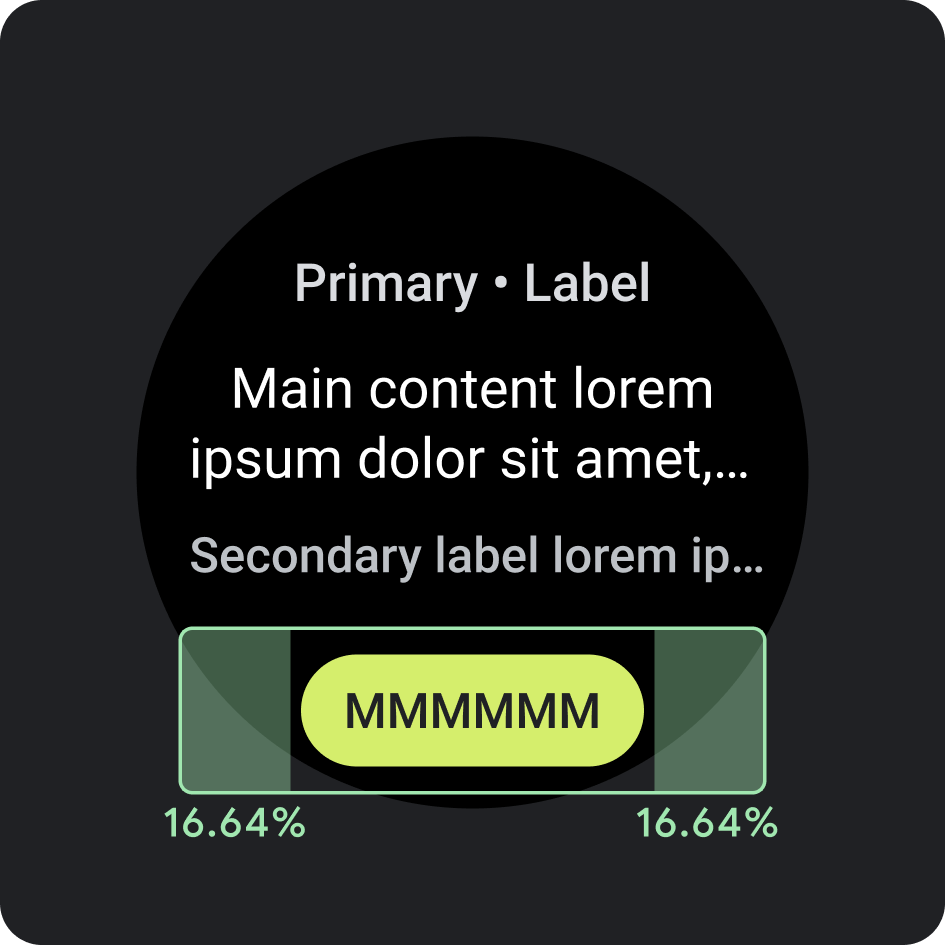 Primary • Label
Main content lorem
ipsum dolor sit amet,…
Secondary label lorem ip…
MMMMMM
16.64% 16.64%